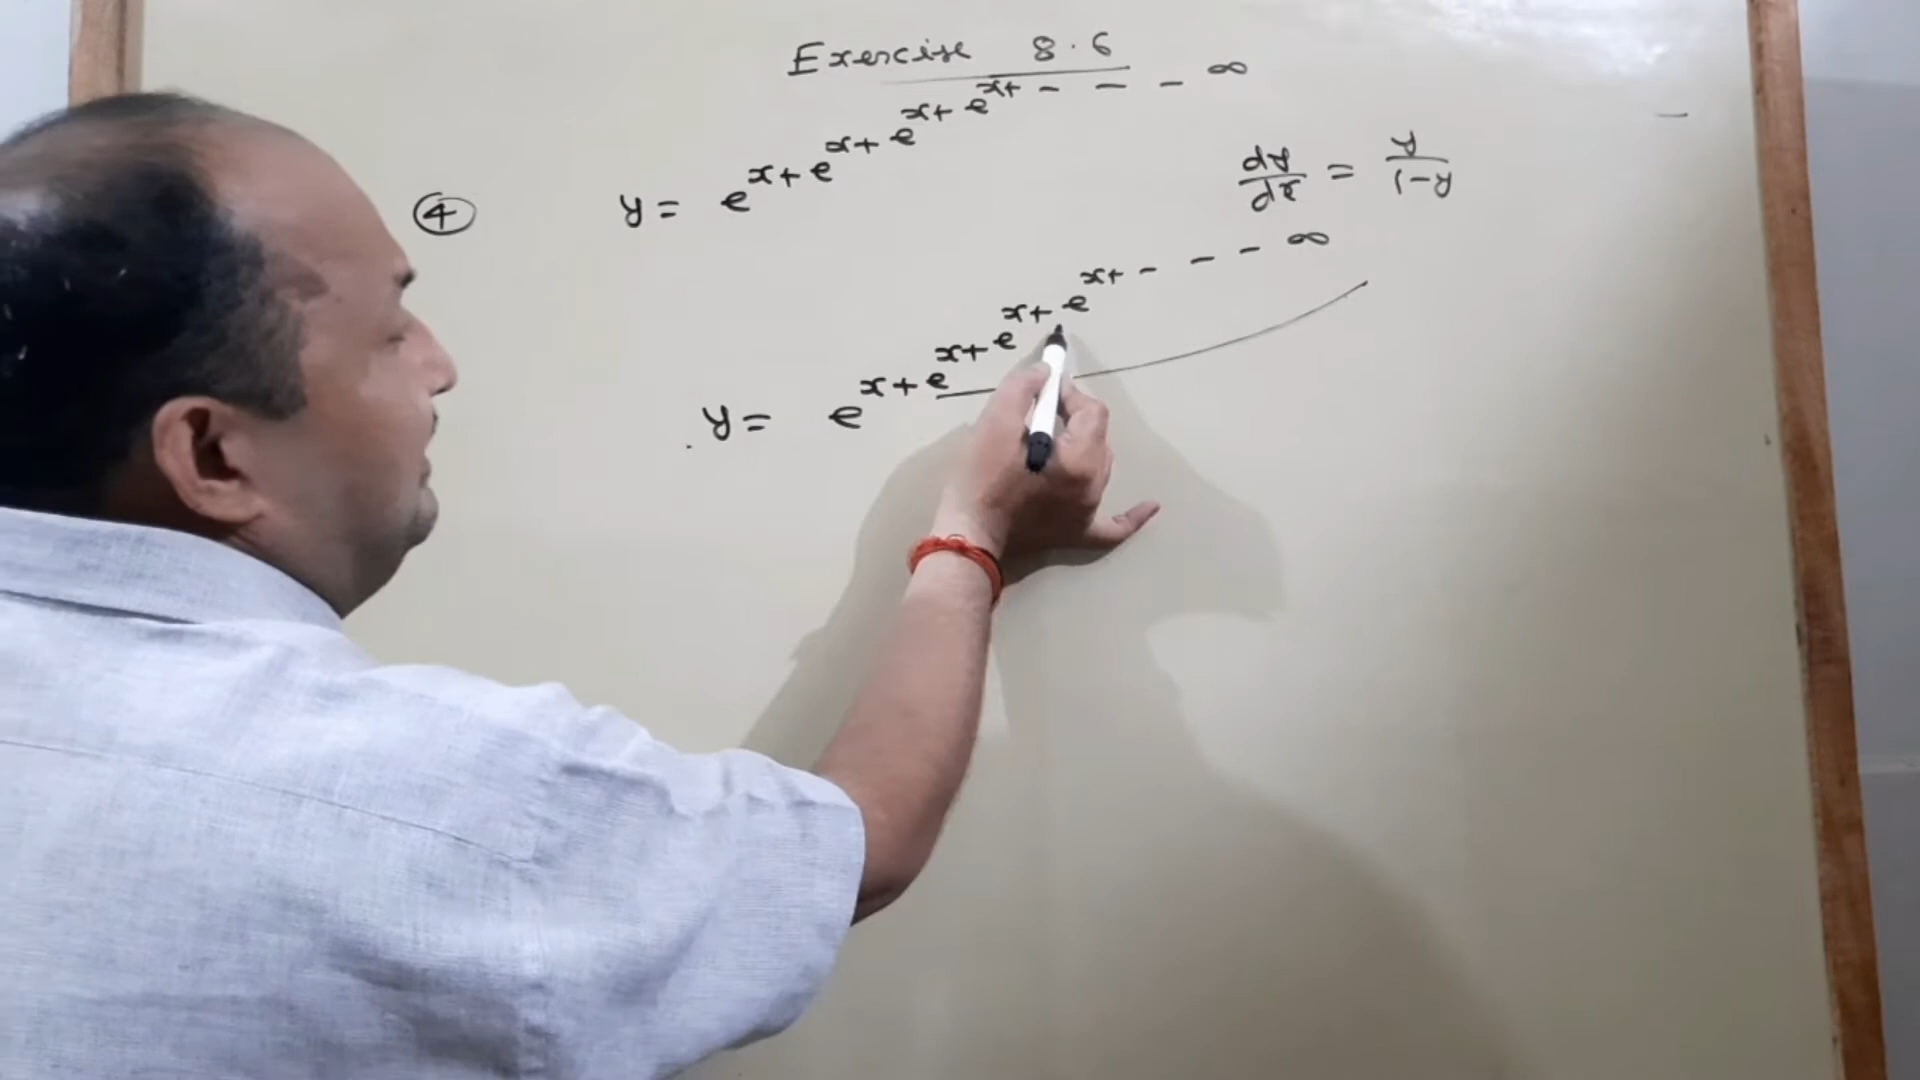 Exercise 8.6
④ y = e^{x+e^{x+e^{x+e^{x+ - - - ∞}}}}
dy/dx = y/1-y
y = e^{x+e^{x+e^{x+e^{x+ - - - - ∞}}}}